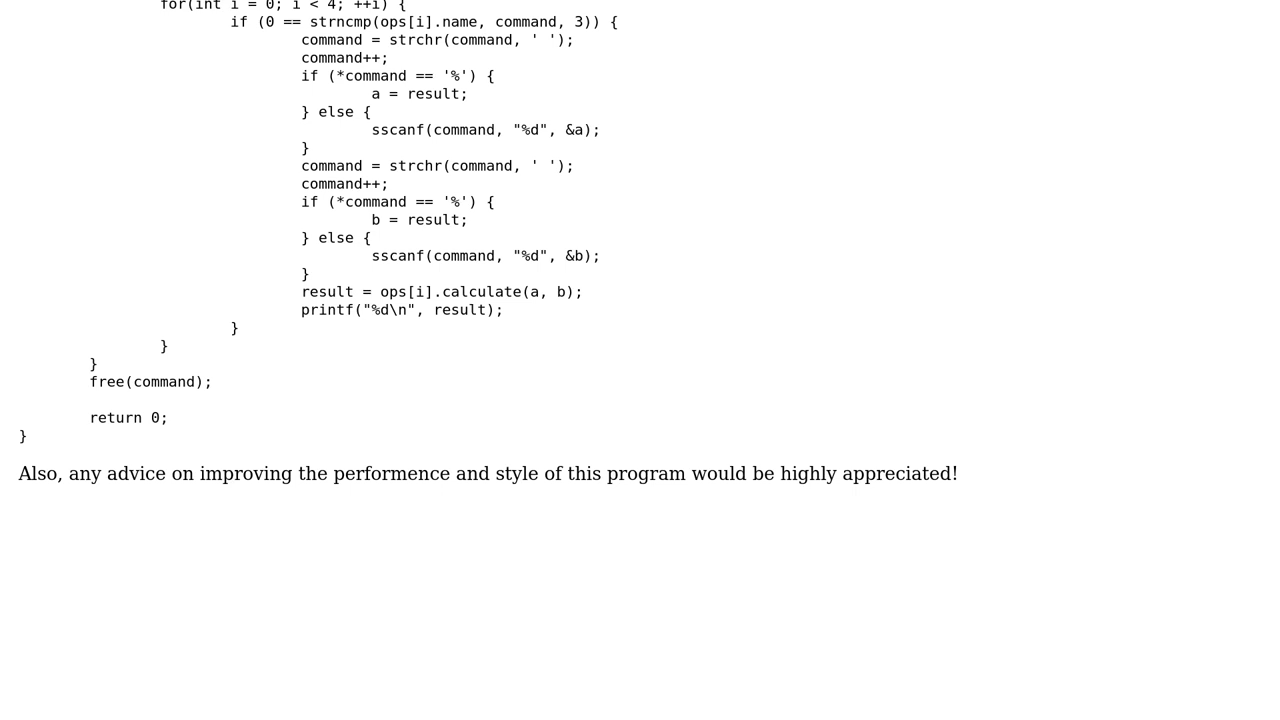 for(int i = 0; i < 4; ++i) {
if (0 == strncmp(ops[i].name, command, 3)) {
command = strchr(command, ' ');
command++;
if (*command == '%') {
a = result;
} else {
sscanf(command, "%d", &a);
}
command = strchr(command, ' ');
command++;
if (*command == '%') {
b = result;
} else {
sscanf(command, "%d", &b);
}
result = ops[i].calculate(a, b);
printf("%d\n", result);
}
}
}
free(command);
return 0;
}
Also, any advice on improving the performence and style of this program would be highly appreciated!